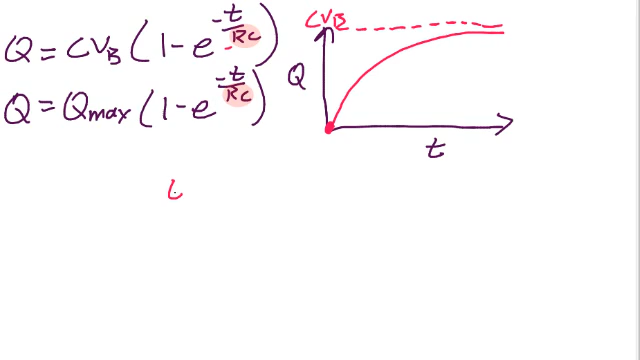 Q = CV_B (1 - e^{-t/RC})
Q = Q_max (1 - e^{-t/RC})
CV_B
Q
t